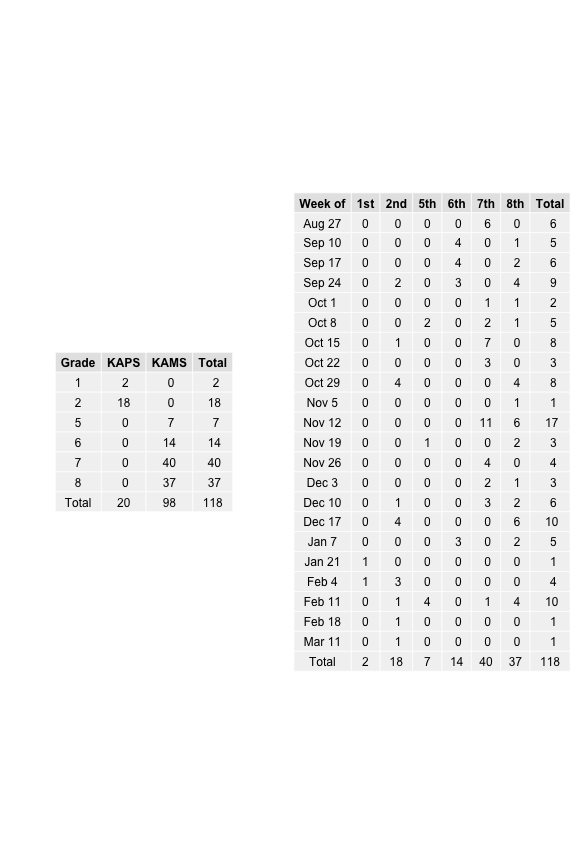 Grade KAPS KAMS Total
1 2 0 2
2 18 0 18
5 0 7 7
6 0 14 14
7 0 40 40
8 0 37 37
Total 20 98 118
Week of 1st 2nd 5th 6th 7th 8th Total
Aug 27 0 0 0 0 6 0 6
Sep 10 0 0 0 4 0 1 5
Sep 17 0 0 0 4 0 2 6
Sep 24 0 2 0 3 0 4 9
Oct 1 0 0 0 0 1 1 2
Oct 8 0 0 2 0 2 1 5
Oct 15 0 1 0 0 7 0 8
Oct 22 0 0 0 0 3 0 3
Oct 29 0 4 0 0 0 4 8
Nov 5 0 0 0 0 0 1 1
Nov 12 0 0 0 0 11 6 17
Nov 19 0 0 1 0 0 2 3
Nov 26 0 0 0 0 4 0 4
Dec 3 0 0 0 0 2 1 3
Dec 10 0 1 0 0 3 2 6
Dec 17 0 4 0 0 0 6 10
Jan 7 0 0 0 3 0 2 5
Jan 21 1 0 0 0 0 0 1
Feb 4 1 3 0 0 0 0 4
Feb 11 0 1 4 0 1 4 10
Feb 18 0 1 0 0 0 0 1
Mar 11 0 1 0 0 0 0 1
Total 2 18 7 14 40 37 118